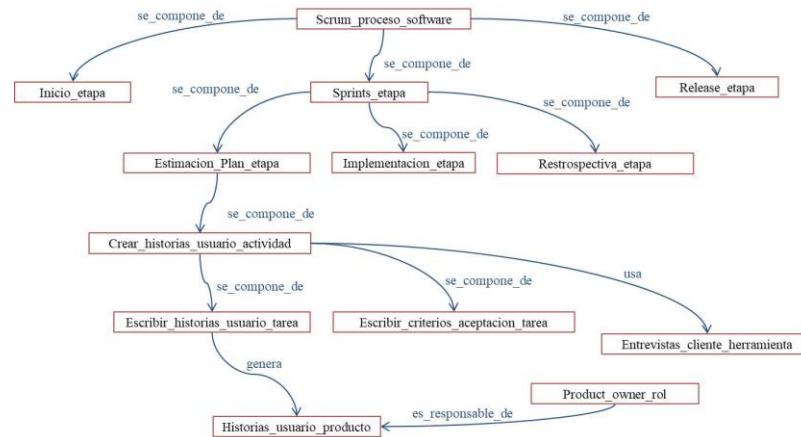 Scrum_proceso_software
se_compone_de
se_compone_de
se_compone_de
Inicio_etapa
Sprints_etapa
Release_etapa
se_compone_de
se_compone_de
se_compone_de
Estimacion_Plan_etapa
Implementacion_etapa
Restrospectiva_etapa
se_compone_de
Crear_historias_usuario_actividad
se_compone_de
se_compone_de
usa
Escribir_historias_usuario_tarea
Escribir_criterios_aceptacion_tarea
Entrevistas_cliente_herramienta
genera
Product_owner_rol
es_responsable_de
Historias_usuario_producto